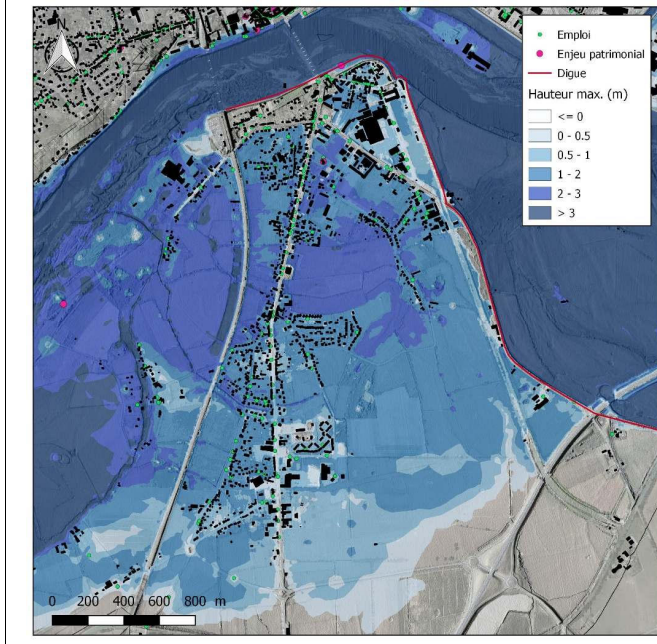 N
Emploi
Enjeu patrimonial
Digue
Hauteur max. (m)
<= 0
0 - 0.5
0.5 - 1
1 - 2
2 - 3
> 3
0 200 400 600 800 m